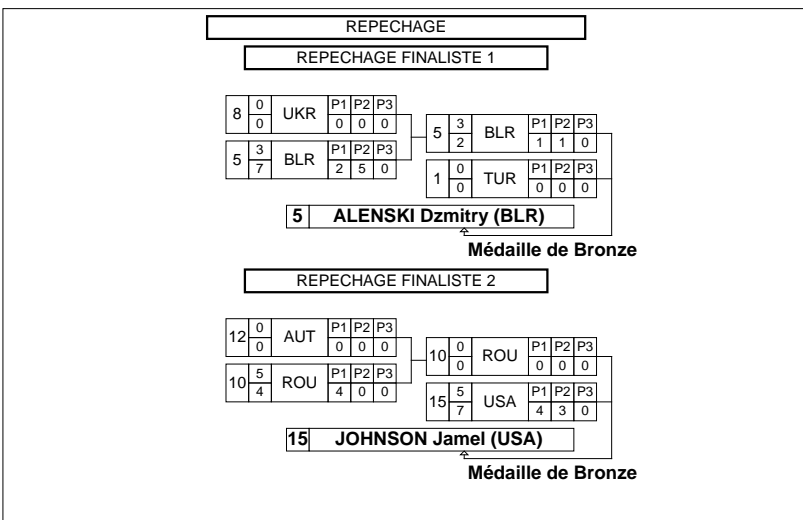 REPECHAGE
REPECHAGE FINALISTE 1
8 0 0 UKR P1 P2 P3 0 0 0
5 3 7 BLR P1 P2 P3 2 5 0
5 3 2 BLR P1 P2 P3 1 1 0
1 0 0 TUR P1 P2 P3 0 0 0
5 ALENSKI Dzmitry (BLR)
Médaille de Bronze
REPECHAGE FINALISTE 2
12 0 0 AUT P1 P2 P3 0 0 0
10 5 4 ROU P1 P2 P3 4 0 0
10 0 0 ROU P1 P2 P3 0 0 0
15 5 7 USA P1 P2 P3 4 3 0
15 JOHNSON Jamel (USA)
Médaille de Bronze